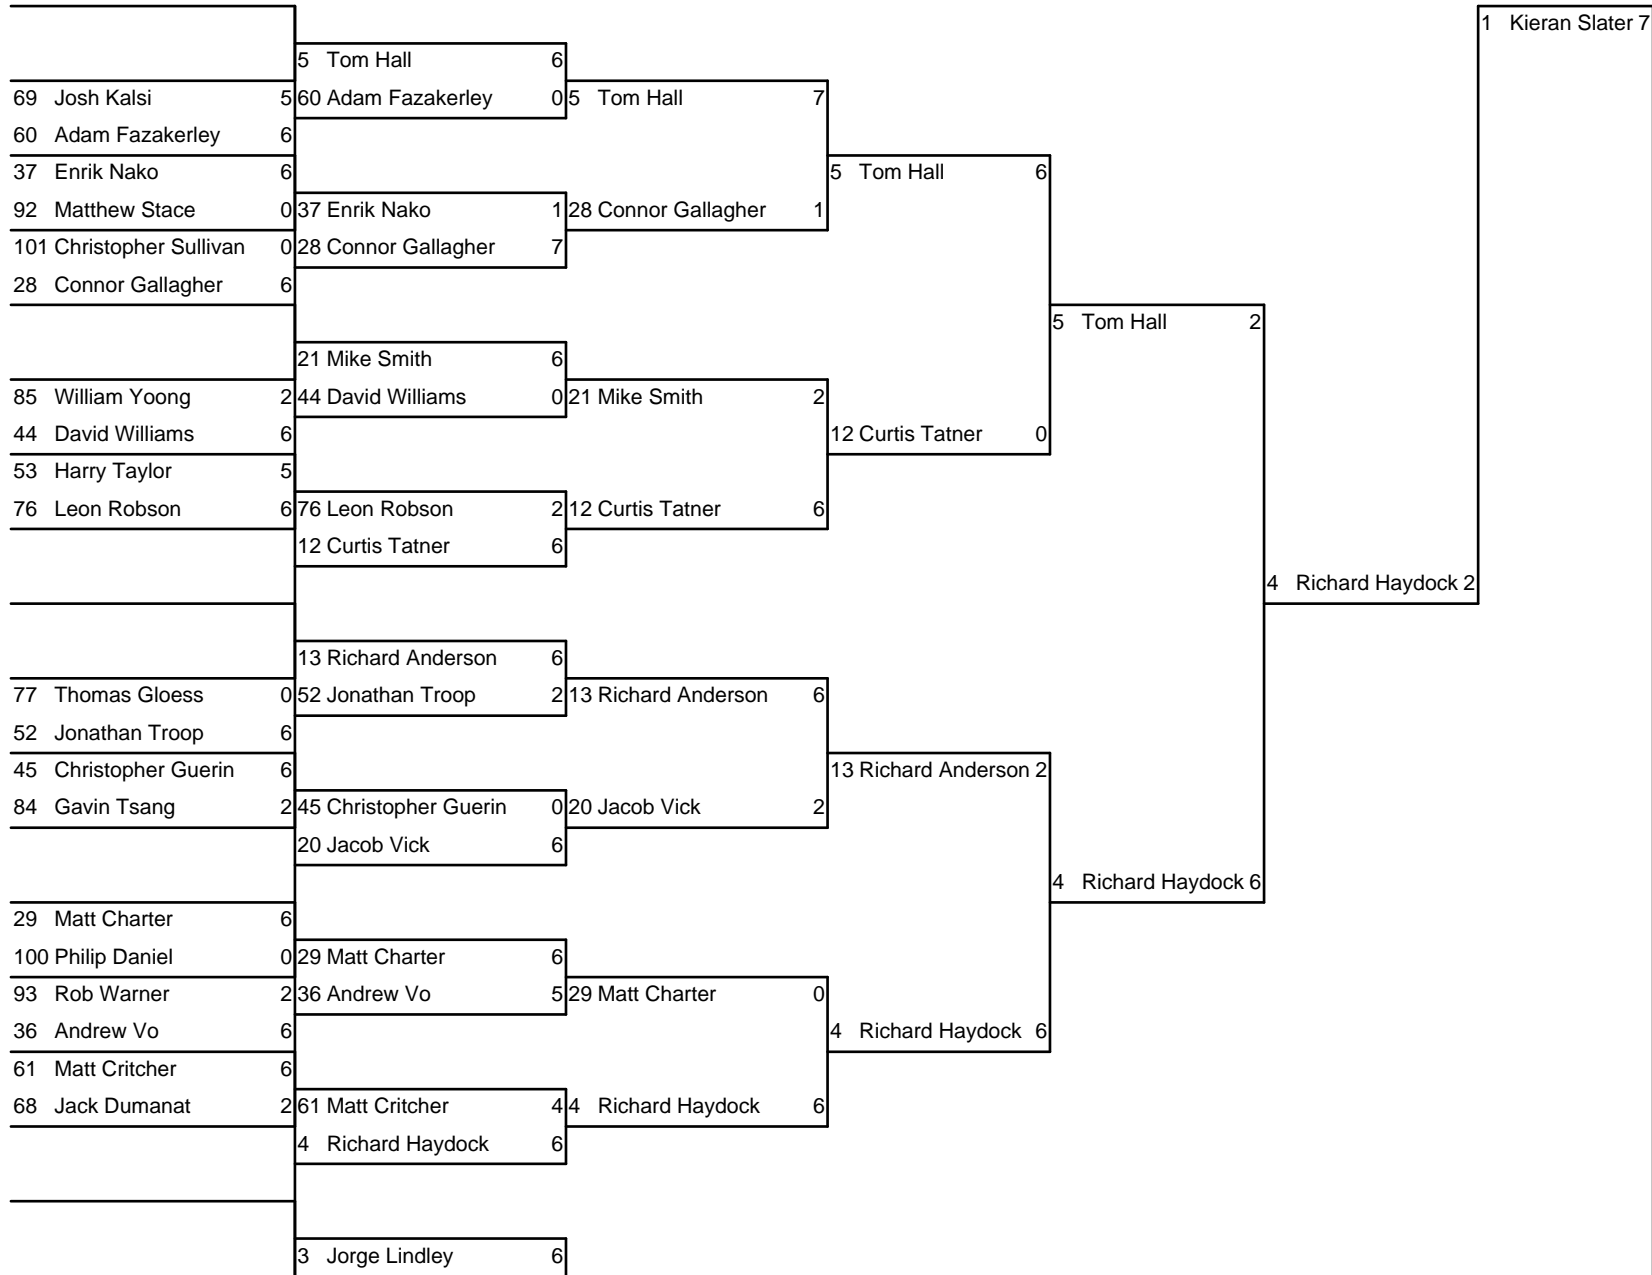 1 Kieran Slater 7
5 Tom Hall 6
69 Josh Kalsi 5 60 Adam Fazakerley 0 5 Tom Hall 7
60 Adam Fazakerley 6
37 Enrik Nako 6 5 Tom Hall 6
92 Matthew Stace 0 37 Enrik Nako 1 28 Connor Gallagher 1
101 Christopher Sullivan 0 28 Connor Gallagher 7
28 Connor Gallagher 6
5 Tom Hall 2
21 Mike Smith 6
85 William Yoong 2 44 David Williams 0 21 Mike Smith 2
44 David Williams 6 12 Curtis Tatner 0
53 Harry Taylor 5
76 Leon Robson 6 76 Leon Robson 2 12 Curtis Tatner 6
12 Curtis Tatner 6
4 Richard Haydock 2
13 Richard Anderson 6
77 Thomas Gloess 0 52 Jonathan Troop 2 13 Richard Anderson 6
52 Jonathan Troop 6
45 Christopher Guerin 6 13 Richard Anderson 2
84 Gavin Tsang 2 45 Christopher Guerin 0 20 Jacob Vick 2
20 Jacob Vick 6
4 Richard Haydock 6
29 Matt Charter 6
100 Philip Daniel 0 29 Matt Charter 6
93 Rob Warner 2 36 Andrew Vo 5 29 Matt Charter 0
36 Andrew Vo 6 4 Richard Haydock 6
61 Matt Critcher 6
68 Jack Dumanat 2 61 Matt Critcher 4 4 Richard Haydock 6
4 Richard Haydock 6
3 Jorge Lindley 6